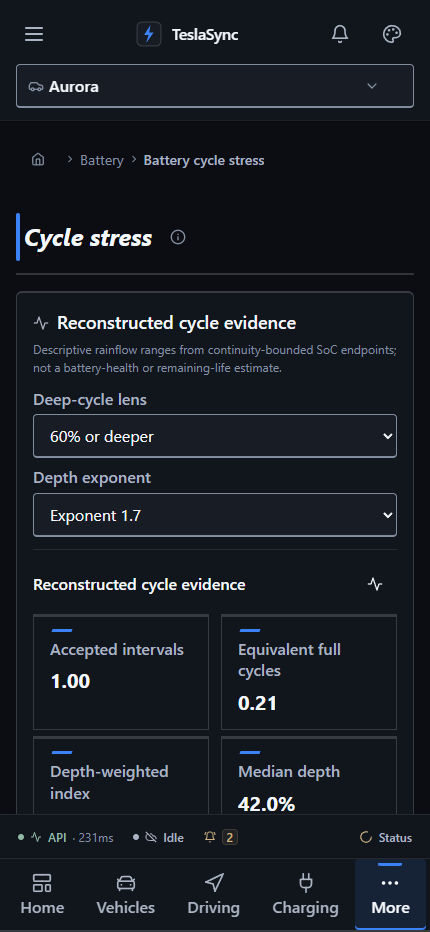 TeslaSync
Aurora
Battery
Battery cycle stress
Cycle stress
Reconstructed cycle evidence
Descriptive rainflow ranges from continuity-bounded SoC endpoints;
not a battery-health or remaining-life estimate.
Deep-cycle lens
60% or deeper
Depth exponent
Exponent 1.7
Reconstructed cycle evidence
Accepted intervals
1.00
Equivalent full
cycles
0.21
Depth-weighted
index
Median depth
42.0%
API · 231ms
Idle
2
Status
Home
Vehicles
Driving
Charging
More